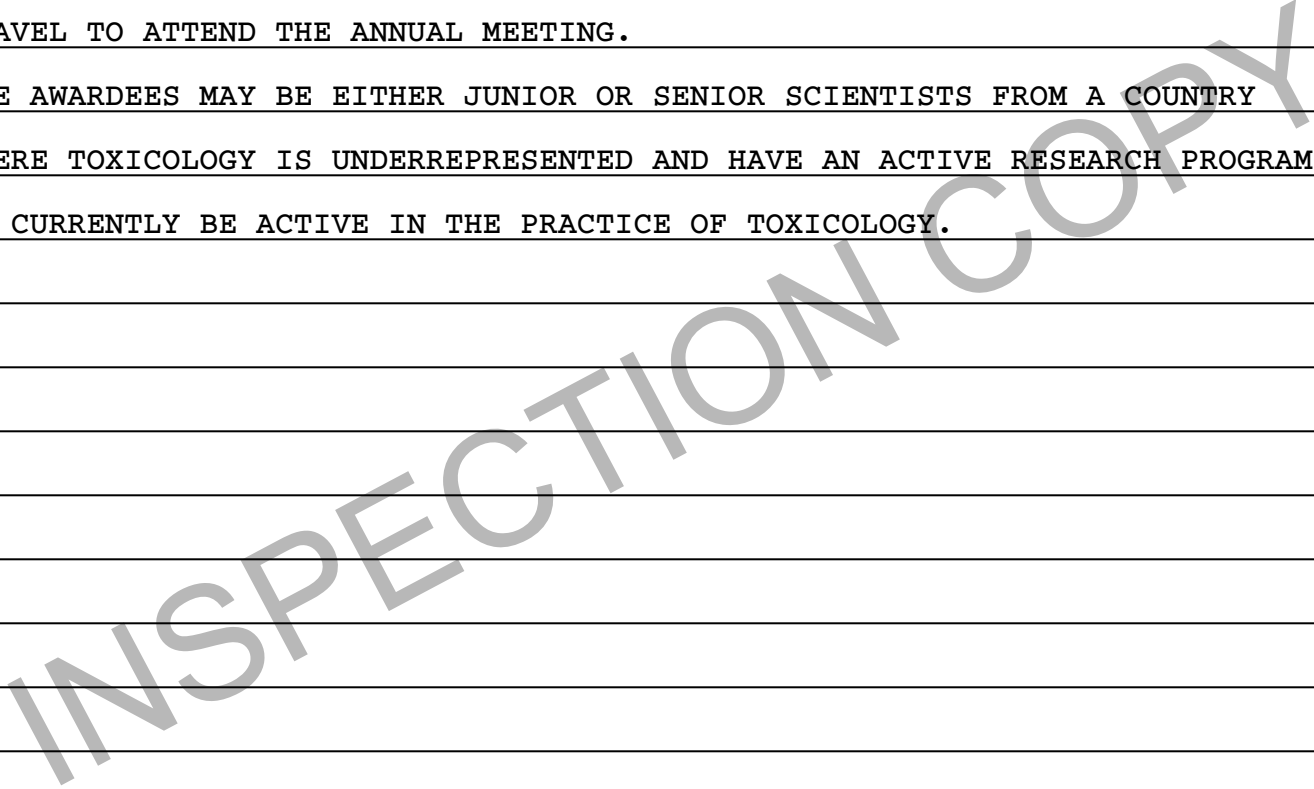 AVEL TO ATTEND THE ANNUAL MEETING.
E AWARDEES MAY BE EITHER JUNIOR OR SENIOR SCIENTISTS FROM A COUNTRY
ERE TOXICOLOGY IS UNDERREPRESENTED AND HAVE AN ACTIVE RESEARCH PROGRAM
CURRENTLY BE ACTIVE IN THE PRACTICE OF TOXICOLOGY.
INSPECTION COPY